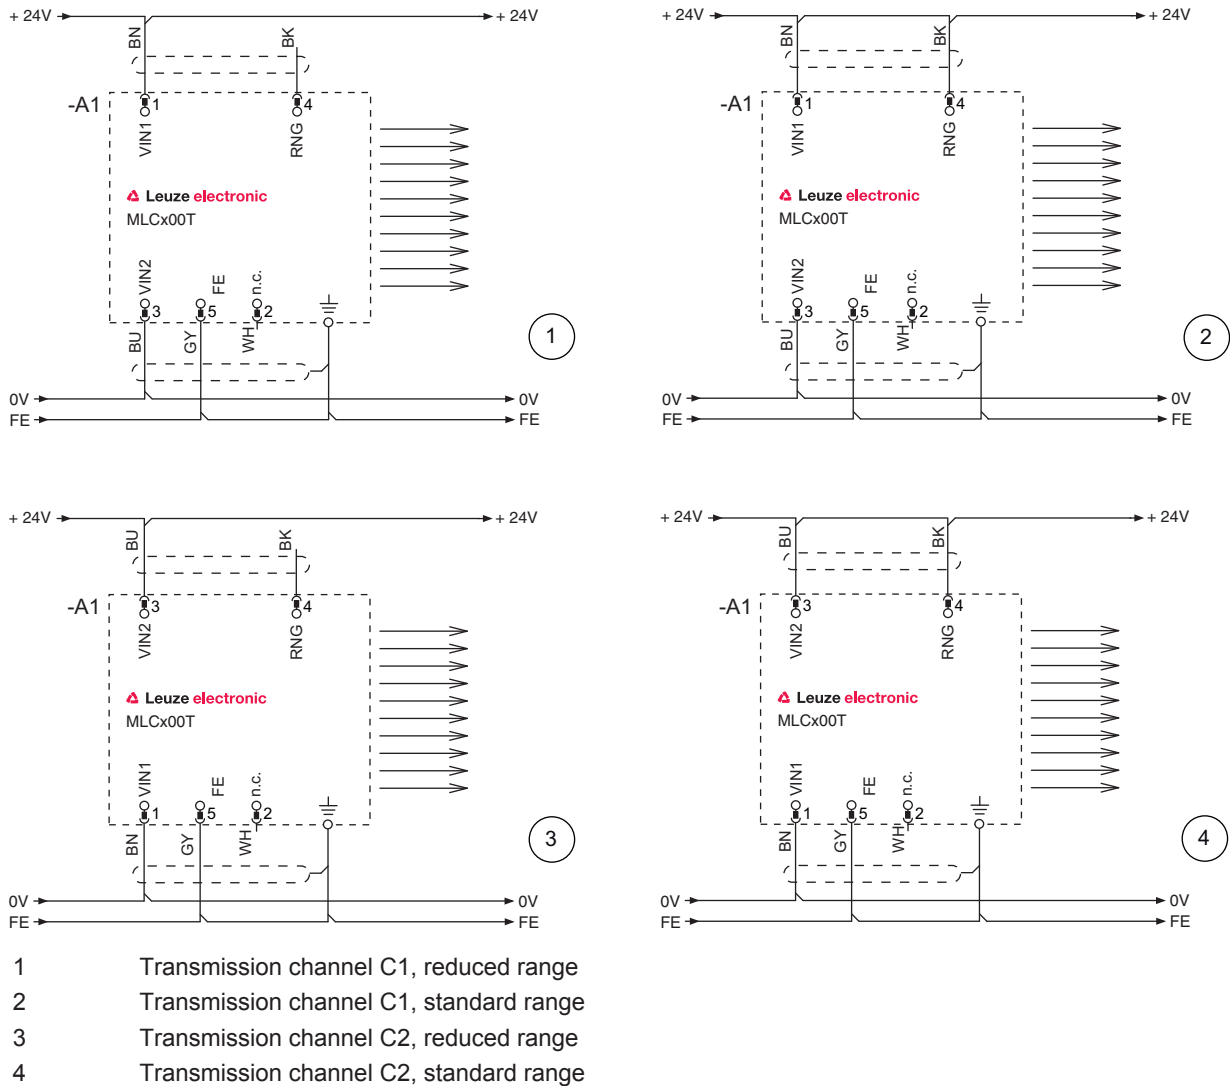 + 24V + 24V
BN BK
-A1 1 4
VIN1 RNG
Leuze electronic
MLCx00T
VIN2 FE n.c.
3 5 2
BU GY WH
1
0V 0V
FE FE
+ 24V + 24V
BN BK
-A1 1 4
VIN1 RNG
Leuze electronic
MLCx00T
VIN2 FE n.c.
3 5 2
BU GY WH
2
0V 0V
FE FE
+ 24V + 24V
BU BK
-A1 3 4
VIN2 RNG
Leuze electronic
MLCx00T
VIN1 FE n.c.
1 5 2
BN GY WH
3
0V 0V
FE FE
+ 24V + 24V
BU BK
-A1 3 4
VIN2 RNG
Leuze electronic
MLCx00T
VIN1 FE n.c.
1 5 2
BN GY WH
4
0V 0V
FE FE
1 Transmission channel C1, reduced range
2 Transmission channel C1, standard range
3 Transmission channel C2, reduced range
4 Transmission channel C2, standard range